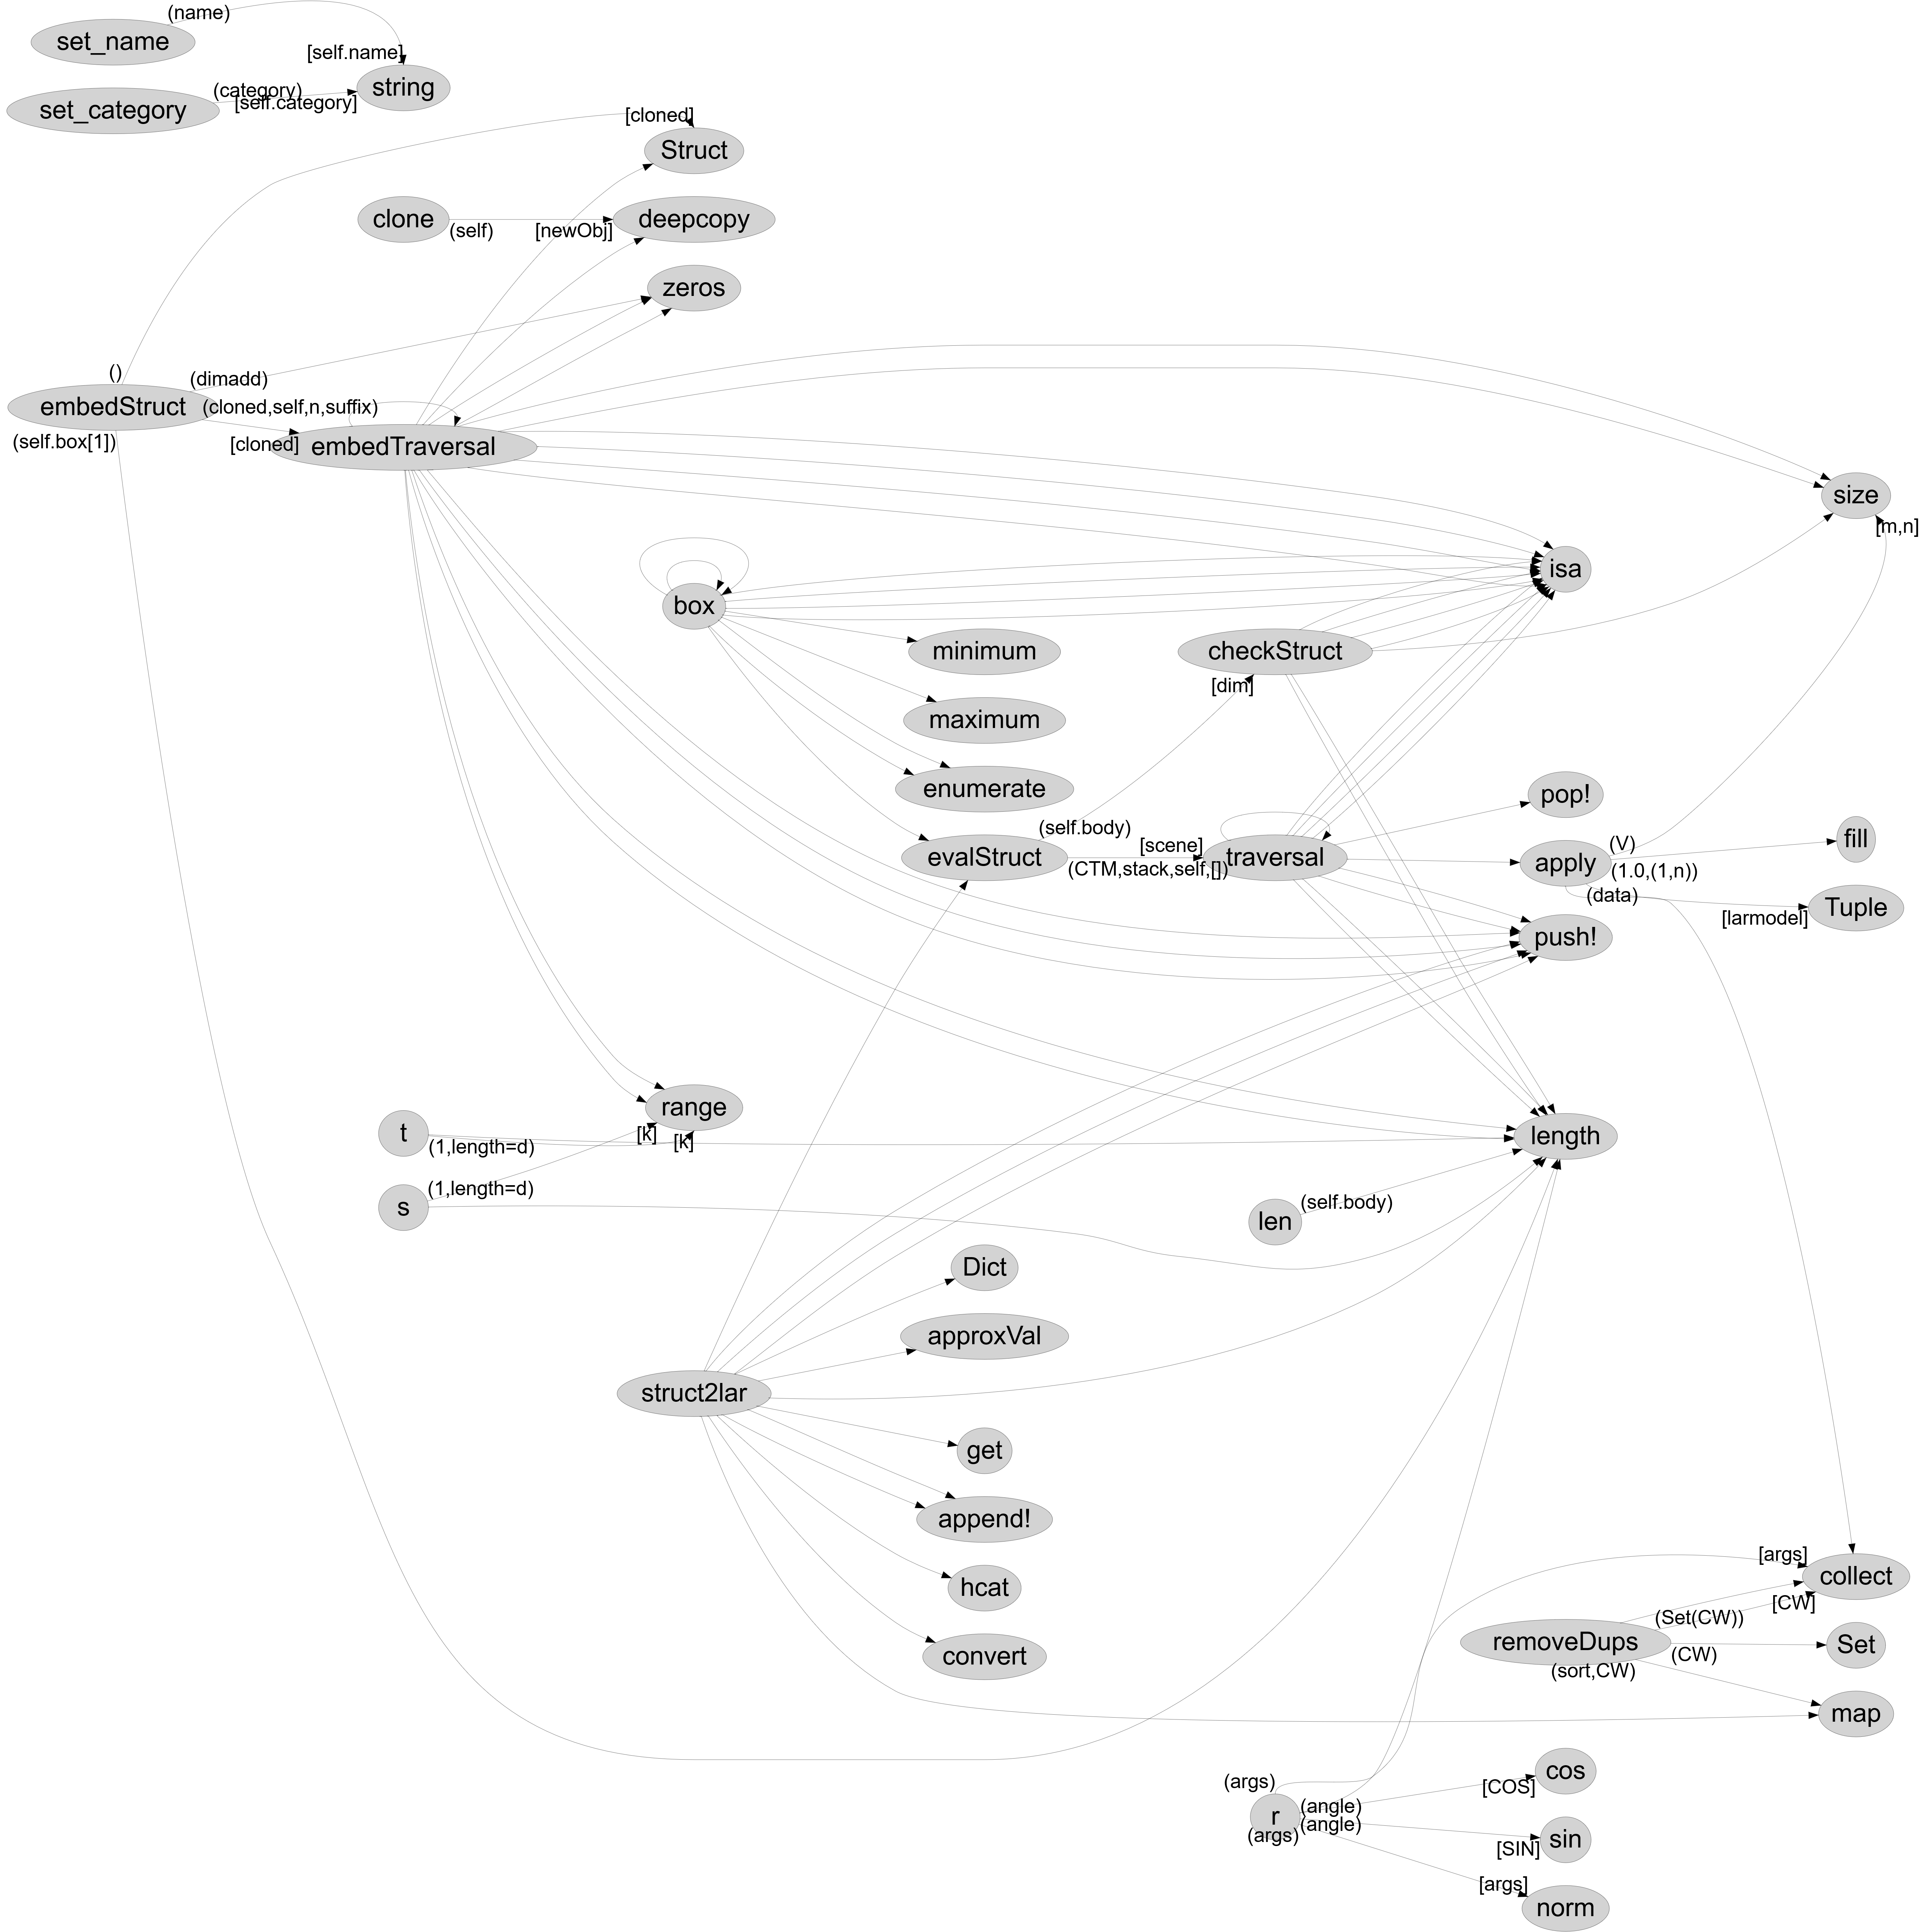 (name)
set_name
[self.name]
string
(category)
set_category
[self.category]
[cloned]
Struct
clone
(self)
[newObj]
deepcopy
zeros
()
(dimadd)
embedStruct
(cloned,self,n,suffix)
(self.box[1])
[cloned]
embedTraversal
size
[m,n]
isa
box
minimum
checkStruct
[dim]
maximum
enumerate
pop!
(self.body)
[scene]
evalStruct
(CTM,stack,self,[])
traversal
apply
(V)
(1.0,(1,n))
(data)
fill
[larmodel]
Tuple
push!
range
t
(1,length=d)
[k]
[k]
length
(1,length=d)
s
(self.body)
len
Dict
approxVal
struct2lar
get
append!
hcat
convert
[args]
collect
(Set(CW))
[CW]
removeDups
(CW)
Set
(sort,CW)
map
(args)
cos
[COS]
(angle)
r
(angle)
(args)
sin
[SIN]
[args]
norm